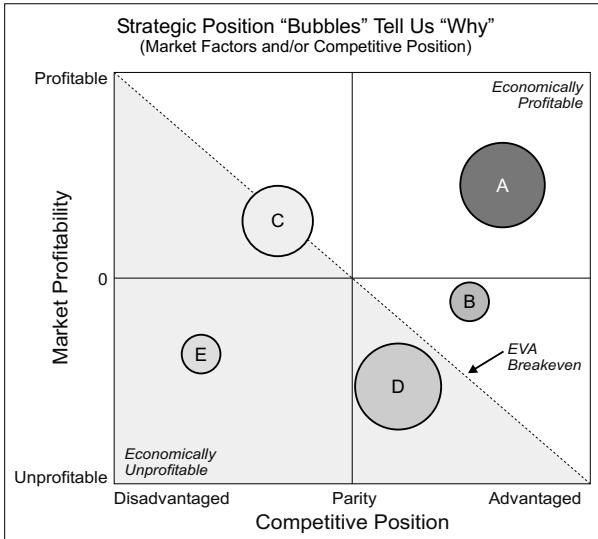 Strategic Position “Bubbles” Tell Us “Why”
(Market Factors and/or Competitive Position)
Profitable
Economically
Profitable
A
C
Market Profitability
0
B
E
EVA
Breakeven
D
Economically
Unprofitable
Unprofitable
Disadvantaged
Parity
Advantaged
Competitive Position